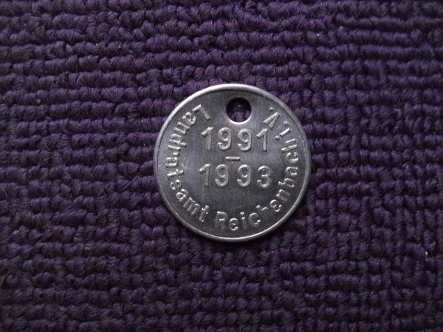 Landratsamt Reichenbach i.V.
1991
–
1993